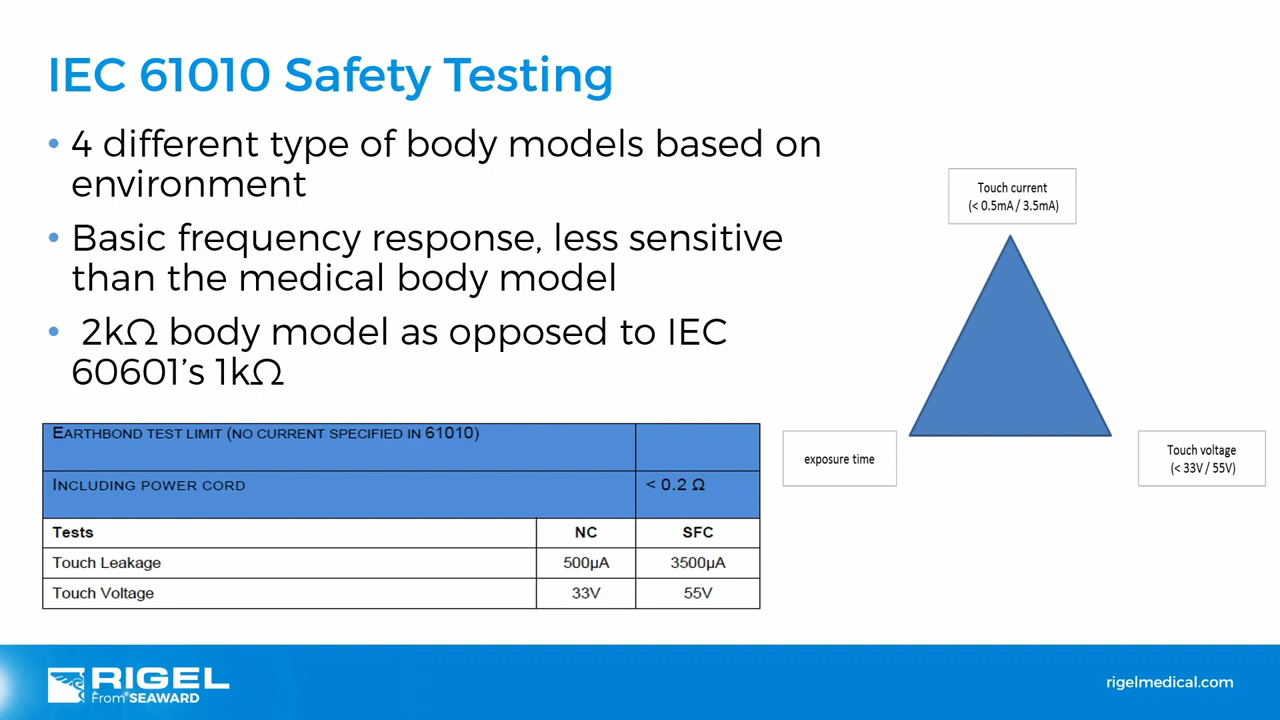 IEC 61010 Safety Testing
• 4 different type of body models based on
environment
• Basic frequency response, less sensitive
than the medical body model
• 2kΩ body model as opposed to IEC
60601’s 1kΩ
Touch current
(< 0.5mA / 3.5mA)
exposure time
Touch voltage
(< 33V / 55V)
EARTHBOND TEST LIMIT (NO CURRENT SPECIFIED IN 61010)
INCLUDING POWER CORD < 0.2 Ω
Tests NC SFC
Touch Leakage 500µA 3500µA
Touch Voltage 33V 55V
RIGEL
From SEAWARD
rigelmedical.com